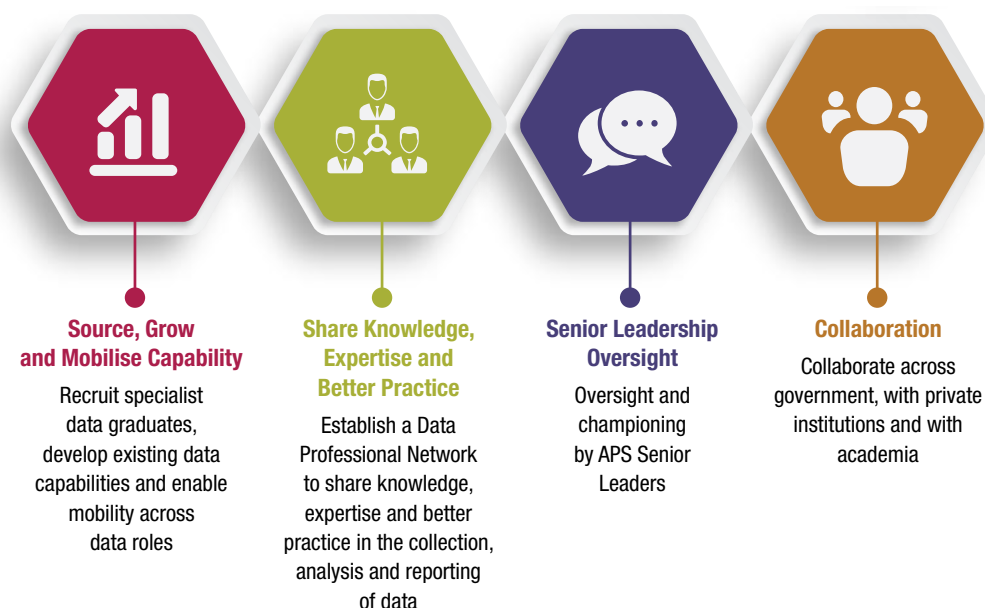 Source, Grow
and Mobilise Capability
Recruit specialist
data graduates,
develop existing data
capabilities and enable
mobility across
data roles
Share Knowledge,
Expertise and
Better Practice
Establish a Data
Professional Network
to share knowledge,
expertise and better
practice in the collection,
analysis and reporting
of data
Senior Leadership
Oversight
Oversight and
championing
by APS Senior
Leaders
Collaboration
Collaborate across
government, with private
institutions and with
academia